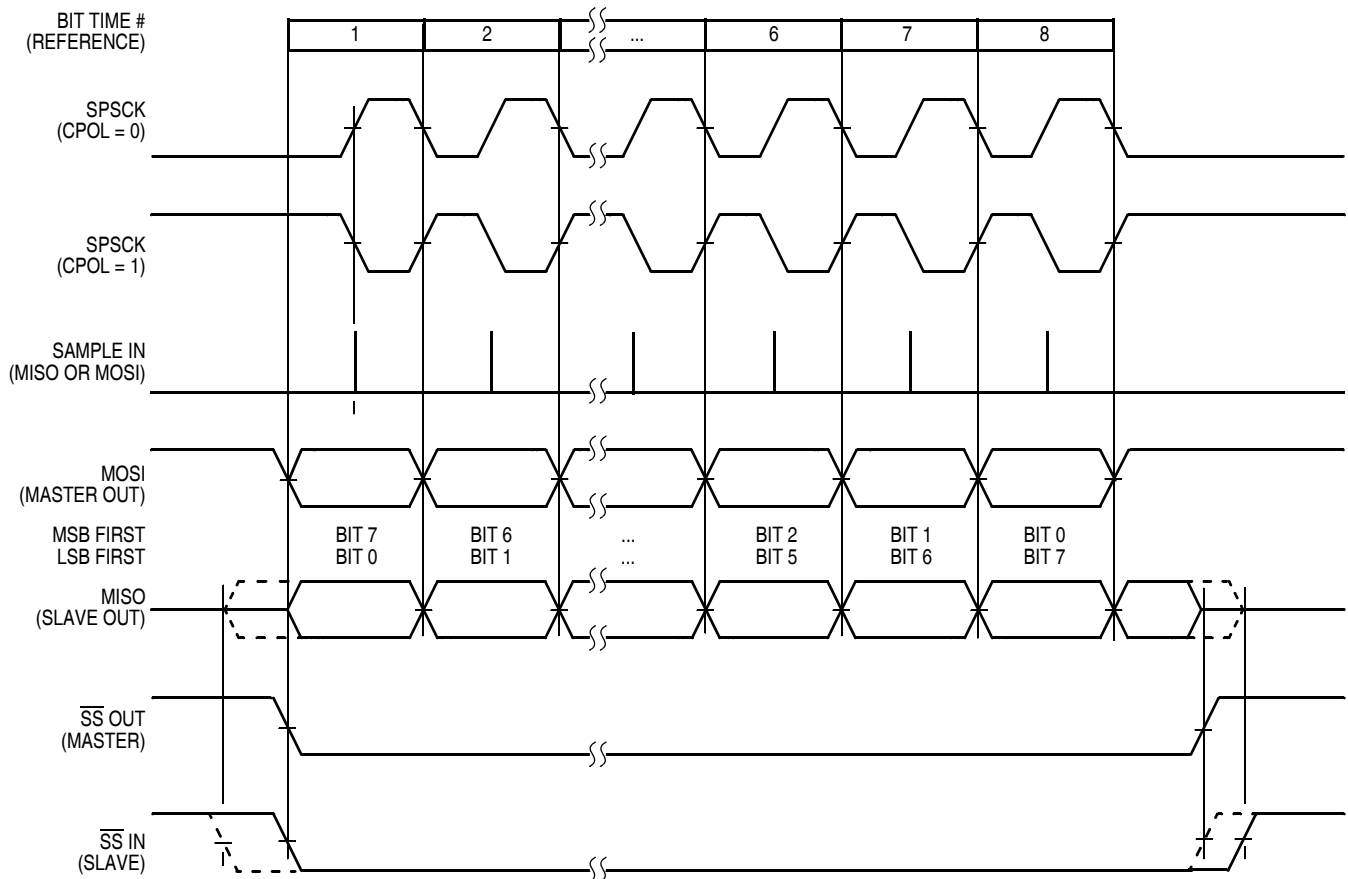 BIT TIME #
(REFERENCE)
1 2 ... 6 7 8
SPSCK
(CPOL = 0)
SPSCK
(CPOL = 1)
SAMPLE IN
(MISO OR MOSI)
MOSI
(MASTER OUT)
MSB FIRST BIT 7 BIT 6 ... BIT 2 BIT 1 BIT 0
LSB FIRST BIT 0 BIT 1 ... BIT 5 BIT 6 BIT 7
MISO
(SLAVE OUT)
S̅S̅ OUT
(MASTER)
S̅S̅ IN
(SLAVE)